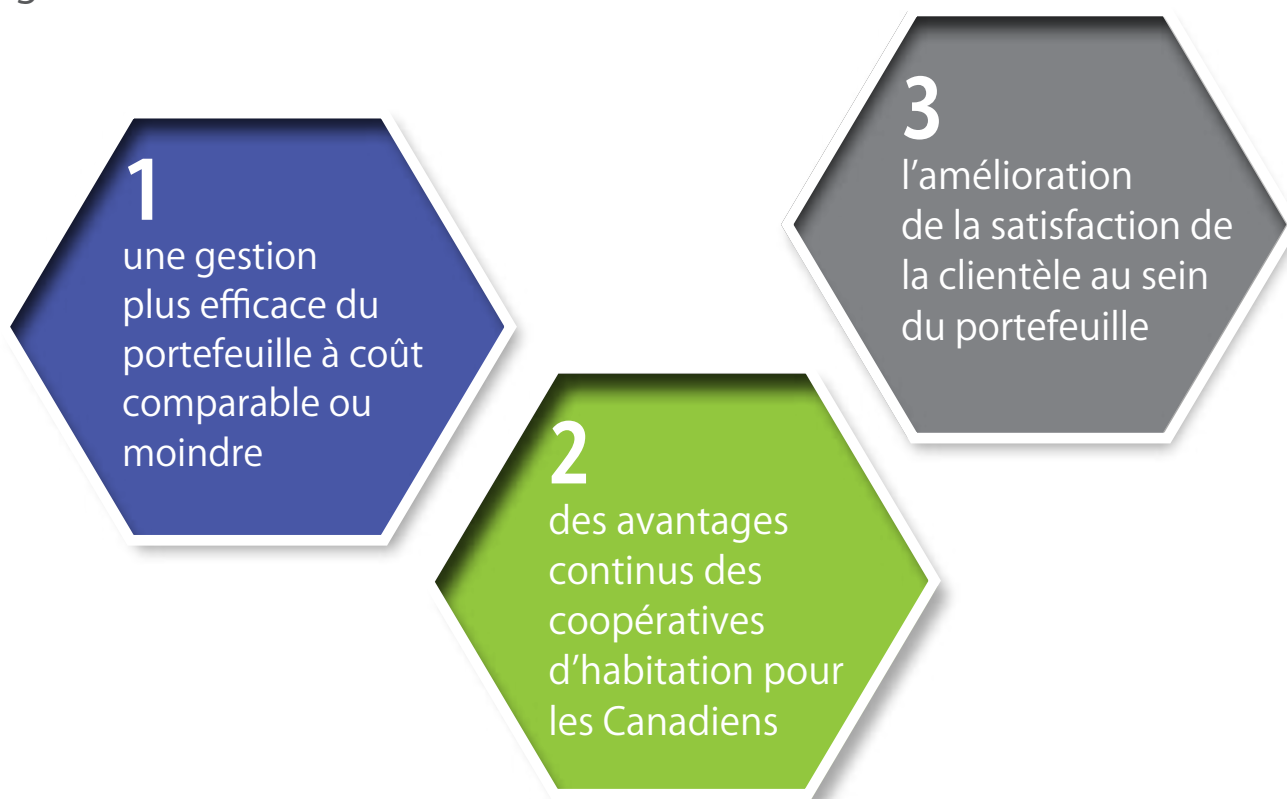 1
une gestion
plus efficace du
portefeuille à coût
comparable ou
moindre
2
des avantages
continus des
coopératives
d’habitation pour
les Canadiens
3
l’amélioration
de la satisfaction de
la clientèle au sein
du portefeuille